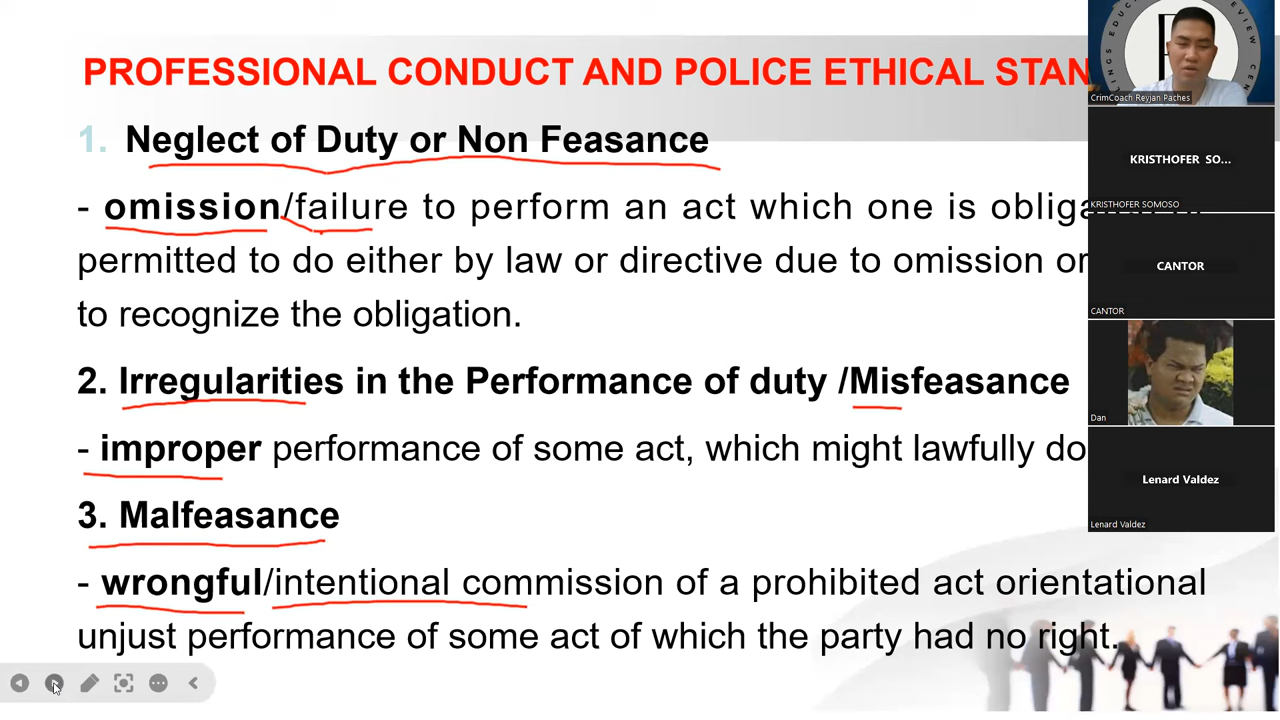 PROFESSIONAL CONDUCT AND POLICE ETHICAL STAN
1. Neglect of Duty or Non Feasance
- omission/failure to perform an act which one is
permitted to do either by law or directive due to omission or
to recognize the obligation.
2. Irregularities in the Performance of duty /Misfeasance
- improper performance of some act, which might lawfully do
3. Malfeasance
- wrongful/intentional commission of a prohibited act orientational
unjust performance of some act of which the party had no right.
CrimCoach Reyjan Paches
KRISTHOFER SO...
KRISTHOFER SOMOSO
CANTOR
CANTOR
Dan
Lenard Valdez
Lenard Valdez